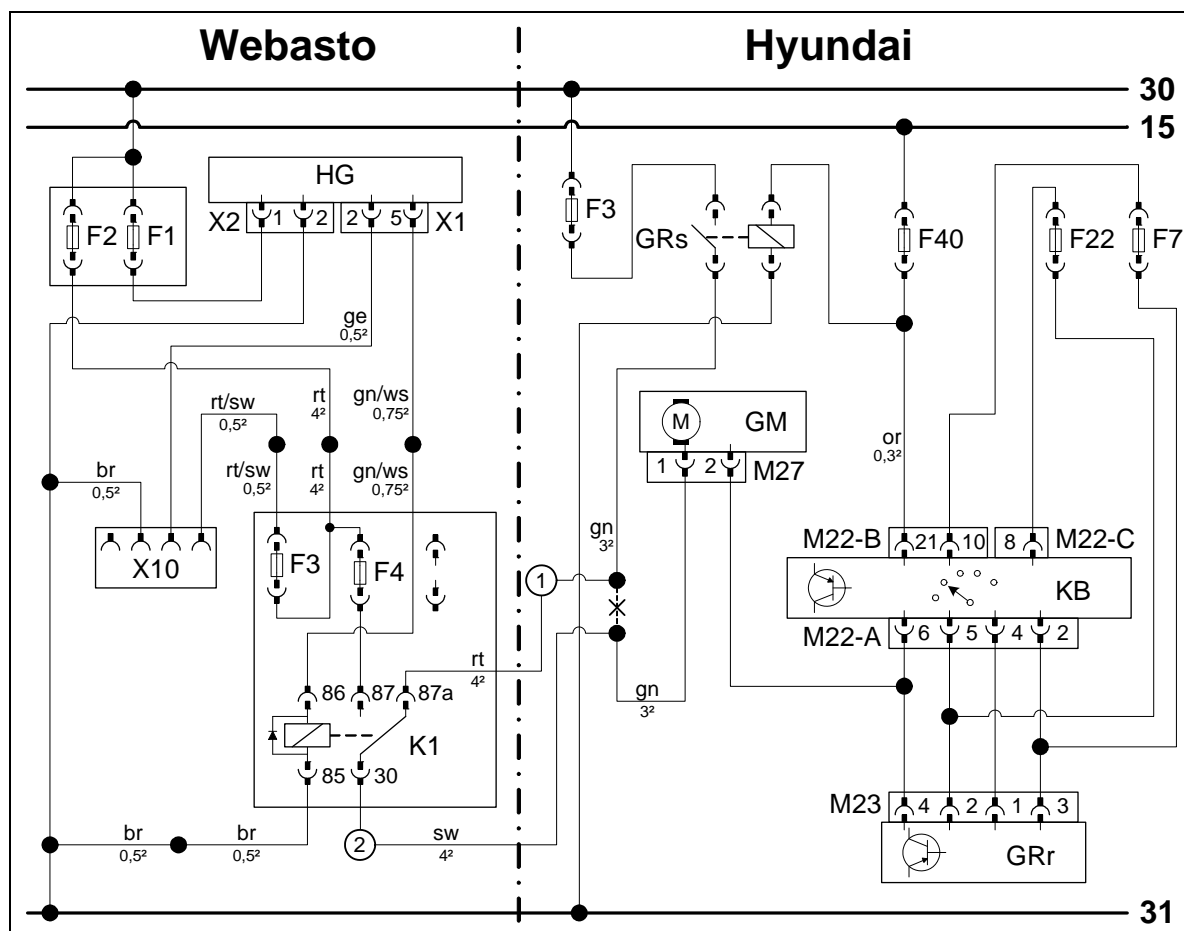 Webasto Hyundai
30
15
HG
X2 1 2 2 5 X1
F2 F1
F3
GRs
F40 F22 F7
ge
0,5²
rt/sw
0,5²
rt
4²
gn/ws
0,75²
GM
M
1 2 M27
or
0,3²
br
0,5²
rt/sw
0,5²
rt
4²
gn/ws
0,75²
gn
3²
M22-B 21 10 8 M22-C
X10
F3 F4
1
KB
M22-A 6 5 4 2
rt
4²
gn
3²
86 87 87a
K1
85 30
M23 4 2 1 3
br
0,5²
br
0,5²
2
sw
4²
GRr
31